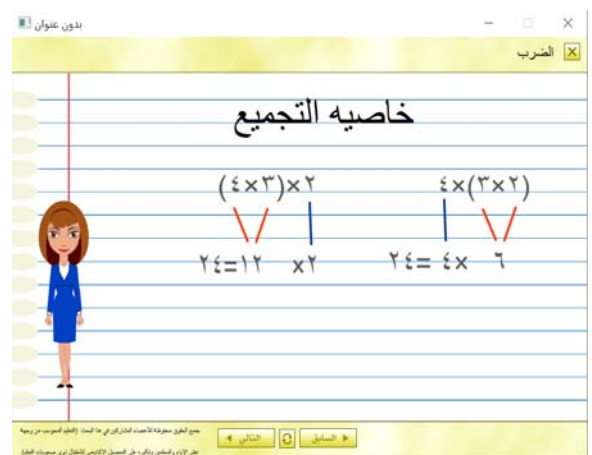 بدون عنوان
الضرب
خاصيه التجميع
(٢×٣)×٤
٦ ×٤ =٢٤
٢×(٣×٤)
٢× ١٢=٢٤
السابق
التالي